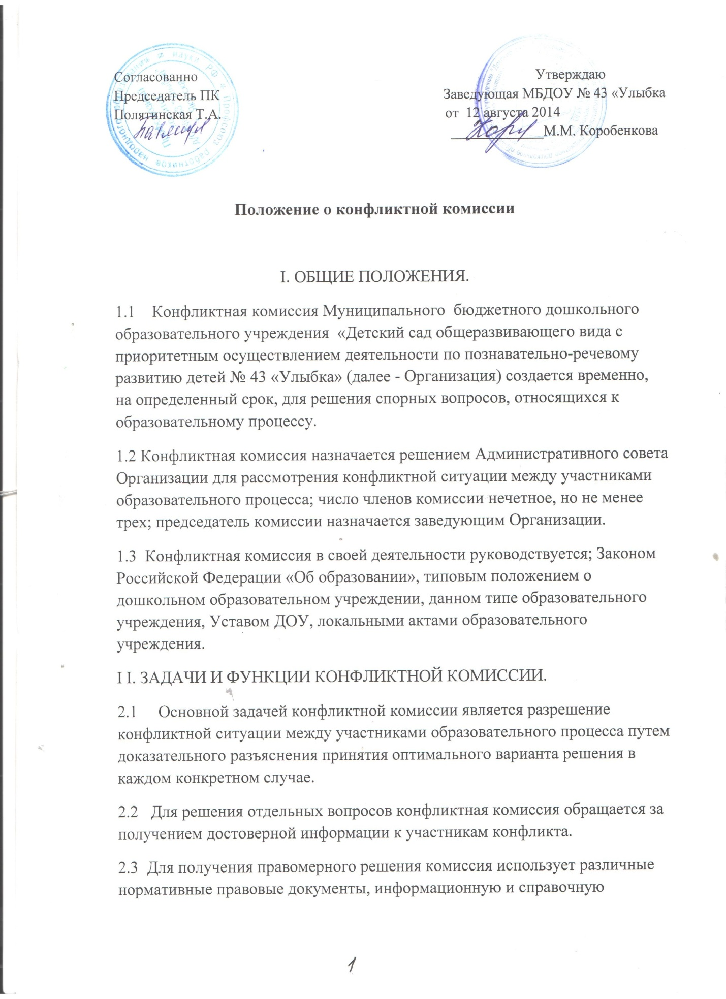 Согласованно
Председатель ПК
Полятинская Т.А.
Утверждаю
Заведующая МБДОУ № 43 «Улыбка
от 12 августа 2014
_____________М.М. Коробенкова
народного образования и науки РФ * Профсоюз работников
Положение о конфликтной комиссии
I. ОБЩИЕ ПОЛОЖЕНИЯ.
1.1 Конфликтная комиссия Муниципального бюджетного дошкольного
образовательного учреждения «Детский сад общеразвивающего вида с
приоритетным осуществлением деятельности по познавательно-речевому
развитию детей № 43 «Улыбка» (далее - Организация) создается временно,
на определенный срок, для решения спорных вопросов, относящихся к
образовательному процессу.
1.2 Конфликтная комиссия назначается решением Административного совета
Организации для рассмотрения конфликтной ситуации между участниками
образовательного процесса; число членов комиссии нечетное, но не менее
трех; председатель комиссии назначается заведующим Организации.
1.3 Конфликтная комиссия в своей деятельности руководствуется; Законом
Российской Федерации «Об образовании», типовым положением о
дошкольном образовательном учреждении, данном типе образовательного
учреждения, Уставом ДОУ, локальными актами образовательного
учреждения.
I I. ЗАДАЧИ И ФУНКЦИИ КОНФЛИКТНОЙ КОМИССИИ.
2.1 Основной задачей конфликтной комиссии является разрешение
конфликтной ситуации между участниками образовательного процесса путем
доказательного разъяснения принятия оптимального варианта решения в
каждом конкретном случае.
2.2 Для решения отдельных вопросов конфликтная комиссия обращается за
получением достоверной информации к участникам конфликта.
2.3 Для получения правомерного решения комиссия использует различные
нормативные правовые документы, информационную и справочную
1